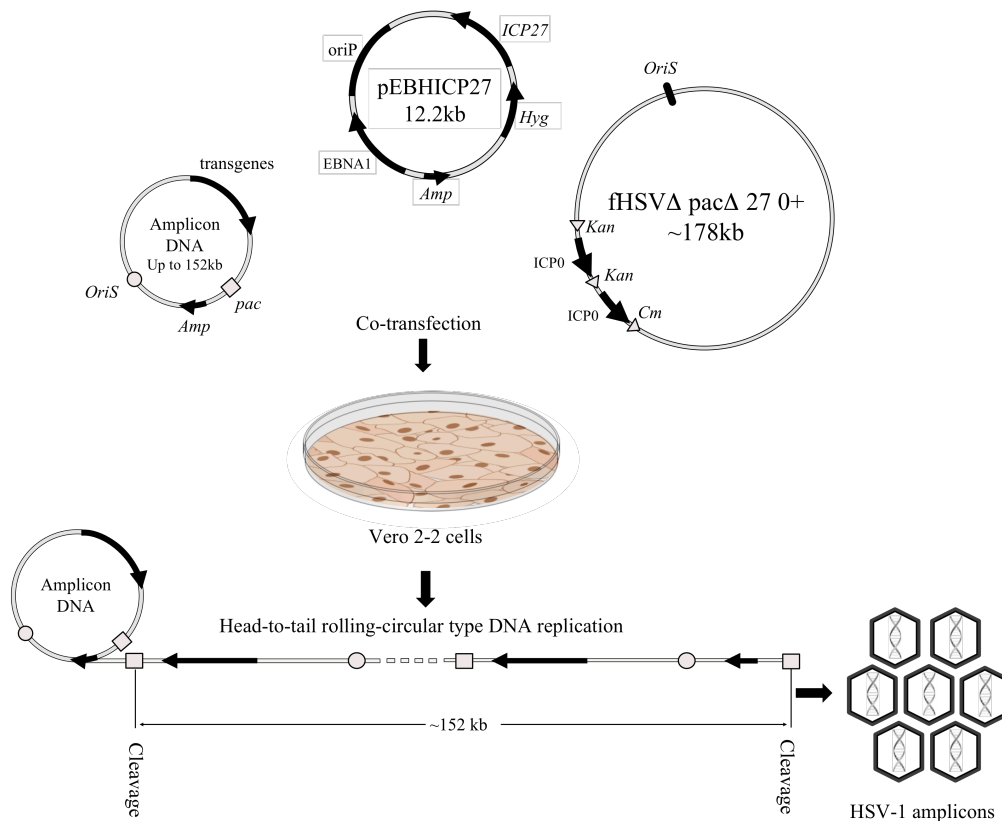 ICP27
oriP
pEBHICP27
12.2kb
Hyg
EBNA1
Amp
OriS
fHSVΔ pacΔ 27 0+
~178kb
Kan
ICP0
Kan
ICP0
Cm
transgenes
Amplicon
DNA
Up to 152kb
OriS
pac
Amp
Co-transfection
Vero 2-2 cells
Amplicon
DNA
Head-to-tail rolling-circular type DNA replication
~152 kb
Cleavage
Cleavage
HSV-1 amplicons